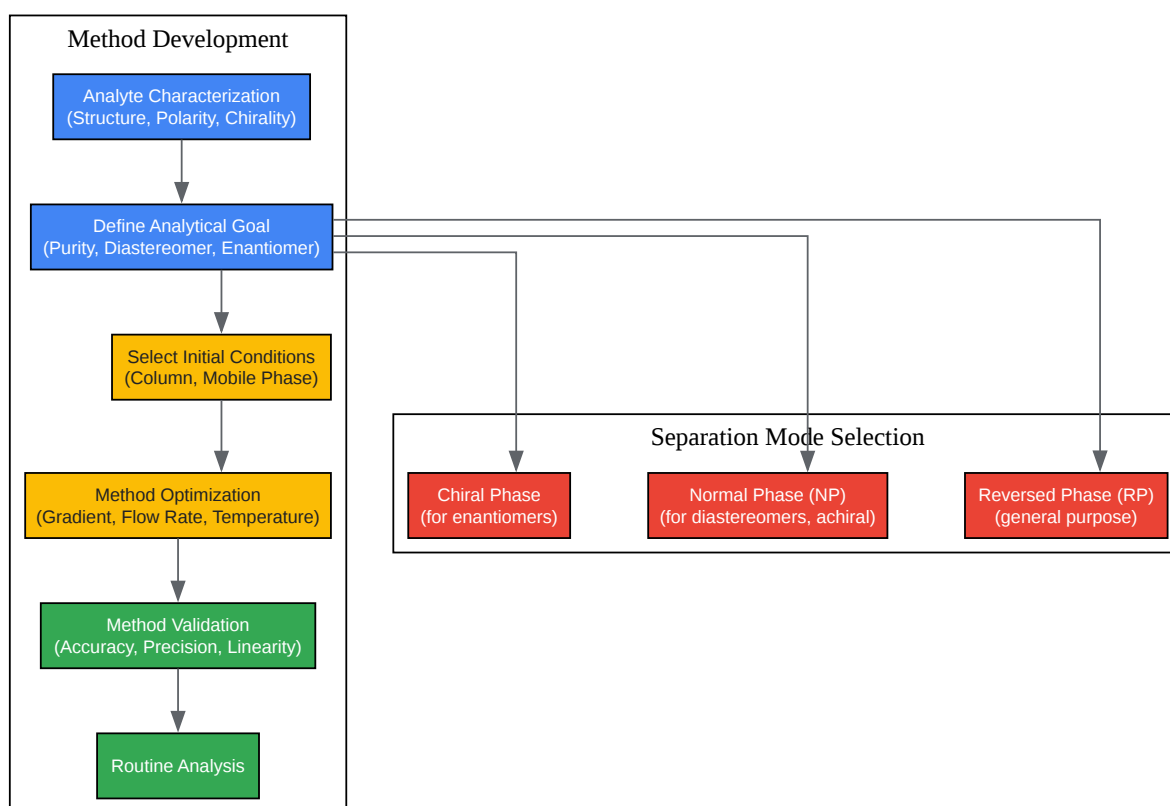 Method Development
Analyte Characterization
(Structure, Polarity, Chirality)
Define Analytical Goal
(Purity, Diastereomer, Enantiomer)
Select Initial Conditions
(Column, Mobile Phase)
Method Optimization
(Gradient, Flow Rate, Temperature)
Method Validation
(Accuracy, Precision, Linearity)
Routine Analysis
Separation Mode Selection
Chiral Phase
(for enantiomers)
Normal Phase (NP)
(for diastereomers, achiral)
Reversed Phase (RP)
(general purpose)